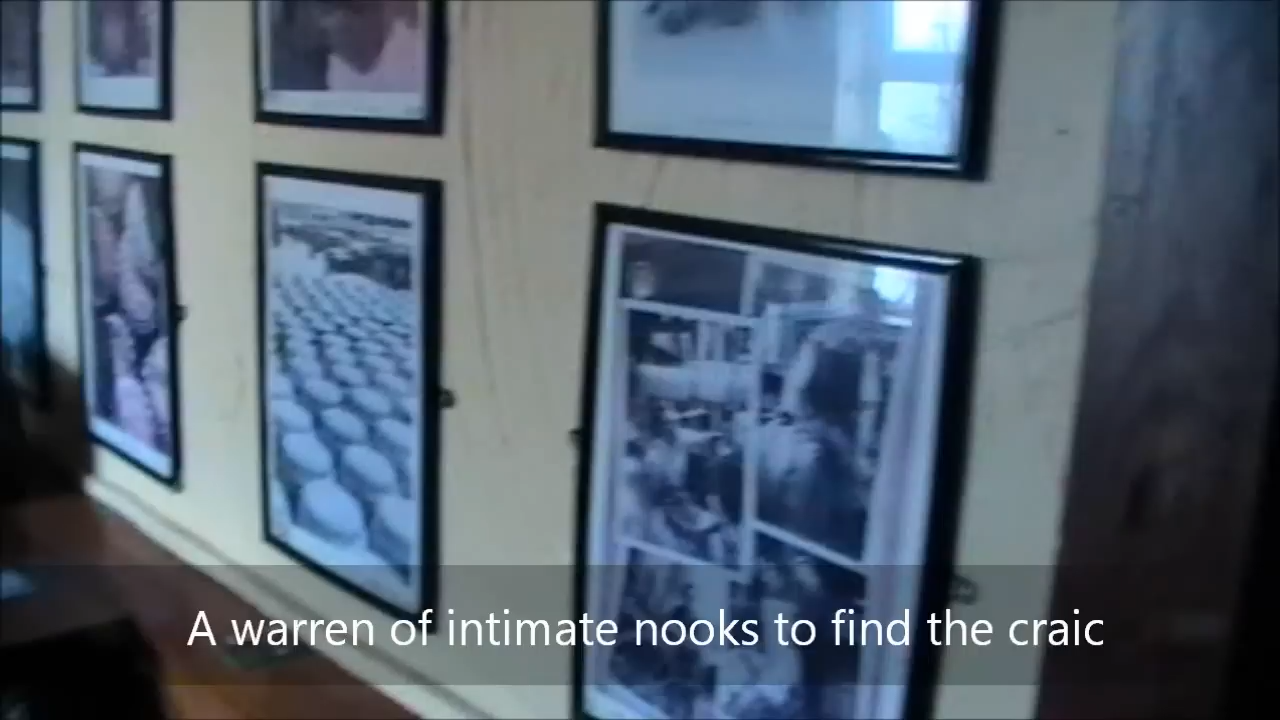 A warren of intimate nooks to find the craic